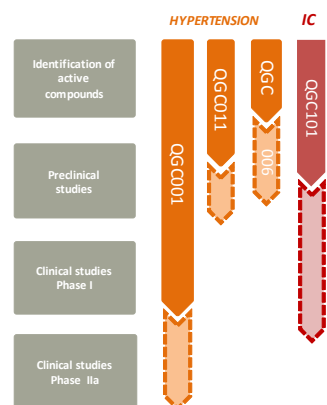 HYPERTENSION
IC
Identification of
active
compounds
Preclinical
studies
Clinical studies
Phase I
Clinical studies
Phase IIa
QGC001
QGC011
QGC
006
QGC101